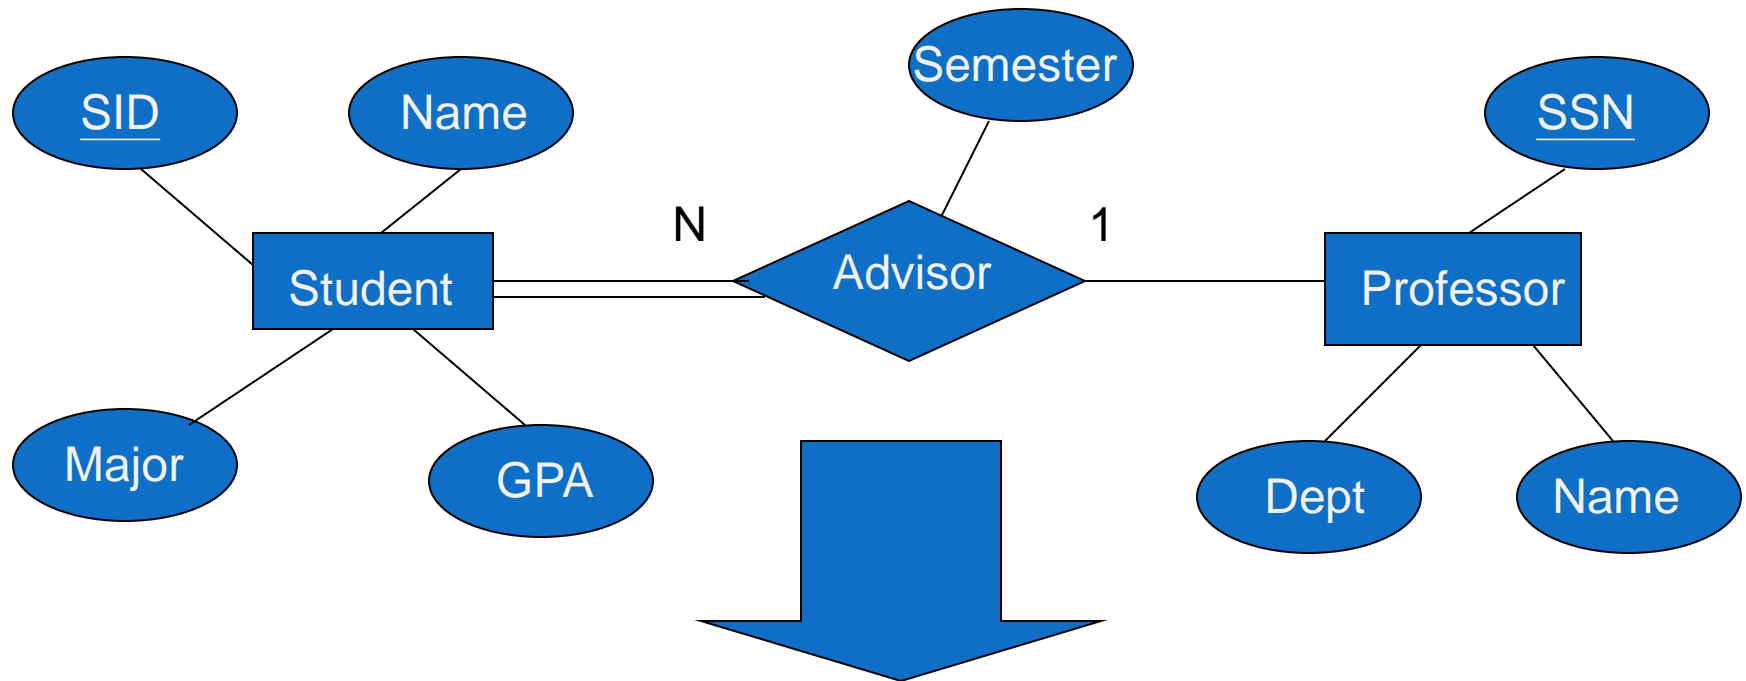 Semester
SID
Name
SSN
N
1
Student
Advisor
Professor
Major
GPA
Dept
Name